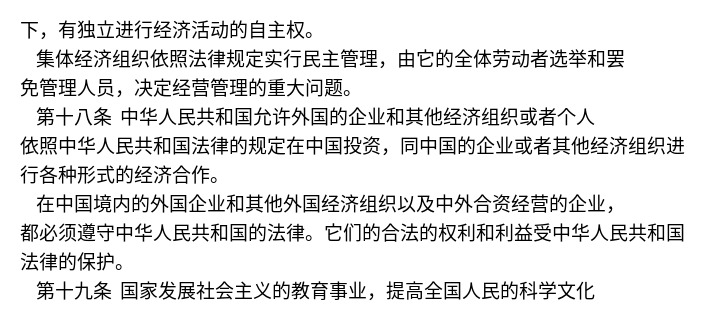 下，有独立进行经济活动的自主权。
集体经济组织依照法律规定实行民主管理，由它的全体劳动者选举和罢
免管理人员，决定经营管理的重大问题。
第十八条 中华人民共和国允许外国的企业和其他经济组织或者个人
依照中华人民共和国法律的规定在中国投资，同中国的企业或者其他经济组织进
行各种形式的经济合作。
在中国境内的外国企业和其他外国经济组织以及中外合资经营的企业，
都必须遵守中华人民共和国的法律。它们的合法的权利和利益受中华人民共和国
法律的保护。
第十九条 国家发展社会主义的教育事业，提高全国人民的科学文化